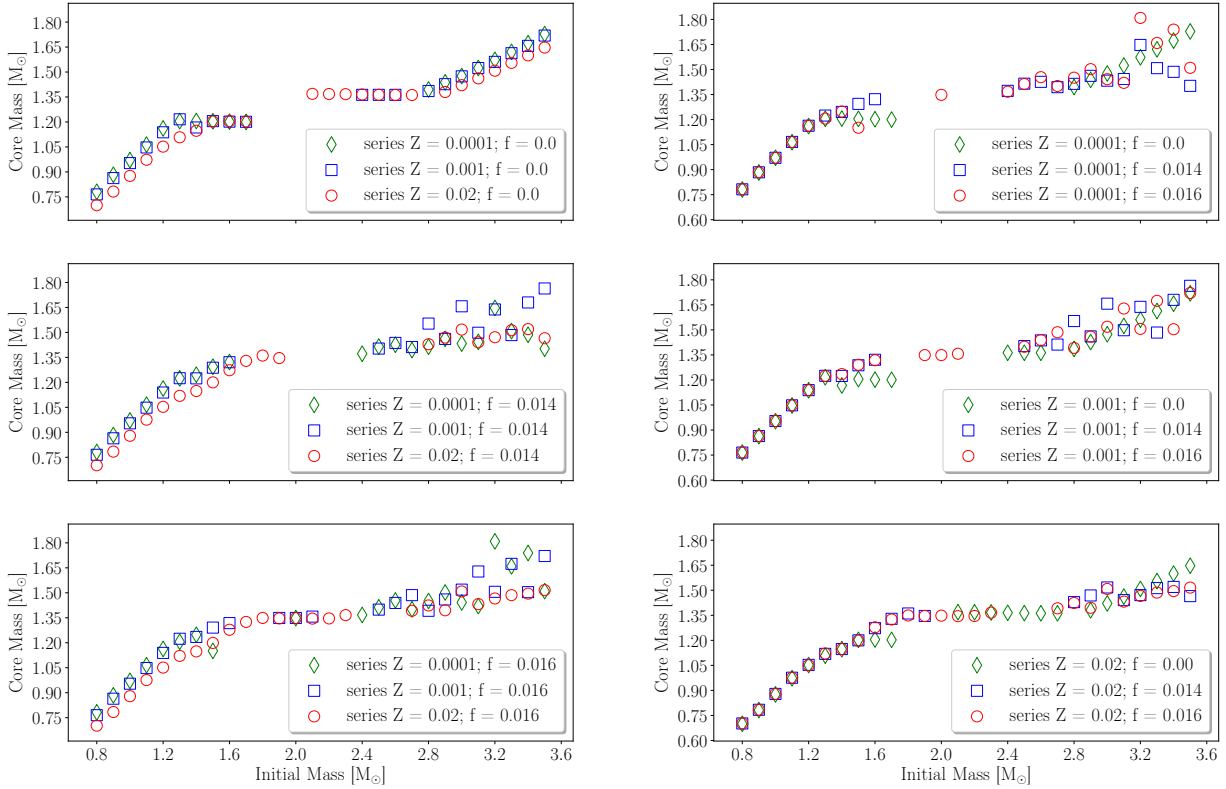 1.80
1.65
1.50
1.35
1.20
1.05
0.90
0.75
Core Mass [M☉]
series Z = 0.0001; f = 0.0
series Z = 0.001; f = 0.0
series Z = 0.02; f = 0.0
1.80
1.65
1.50
1.35
1.20
1.05
0.90
0.75
0.60
Core Mass [M☉]
series Z = 0.0001; f = 0.0
series Z = 0.0001; f = 0.014
series Z = 0.0001; f = 0.016
1.80
1.65
1.50
1.35
1.20
1.05
0.90
0.75
Core Mass [M☉]
series Z = 0.0001; f = 0.014
series Z = 0.001; f = 0.014
series Z = 0.02; f = 0.014
1.80
1.65
1.50
1.35
1.20
1.05
0.90
0.75
0.60
Core Mass [M☉]
series Z = 0.001; f = 0.0
series Z = 0.001; f = 0.014
series Z = 0.001; f = 0.016
1.80
1.65
1.50
1.35
1.20
1.05
0.90
0.75
Core Mass [M☉]
series Z = 0.0001; f = 0.016
series Z = 0.001; f = 0.016
series Z = 0.02; f = 0.016
0.8 1.2 1.6 2.0 2.4 2.8 3.2 3.6
Initial Mass [M☉]
1.80
1.65
1.50
1.35
1.20
1.05
0.90
0.75
0.60
Core Mass [M☉]
series Z = 0.02; f = 0.00
series Z = 0.02; f = 0.014
series Z = 0.02; f = 0.016
0.8 1.2 1.6 2.0 2.4 2.8 3.2 3.6
Initial Mass [M☉]